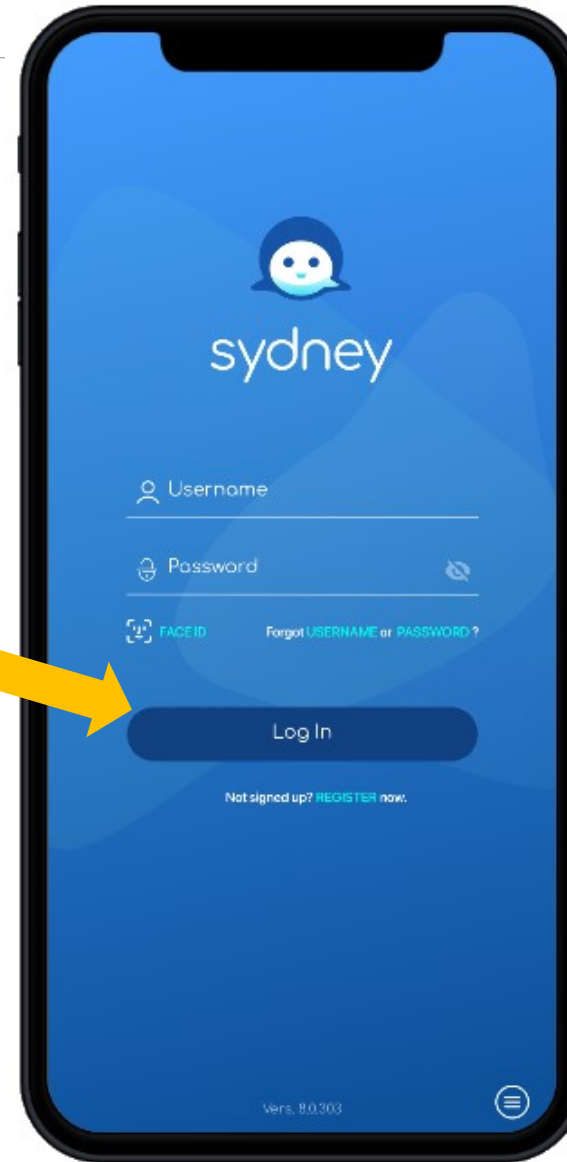 sydney
Username
Password
FACE ID Forgot USERNAME or PASSWORD ?
Log In
Not signed up? REGISTER now.
Vers. 8.0.303